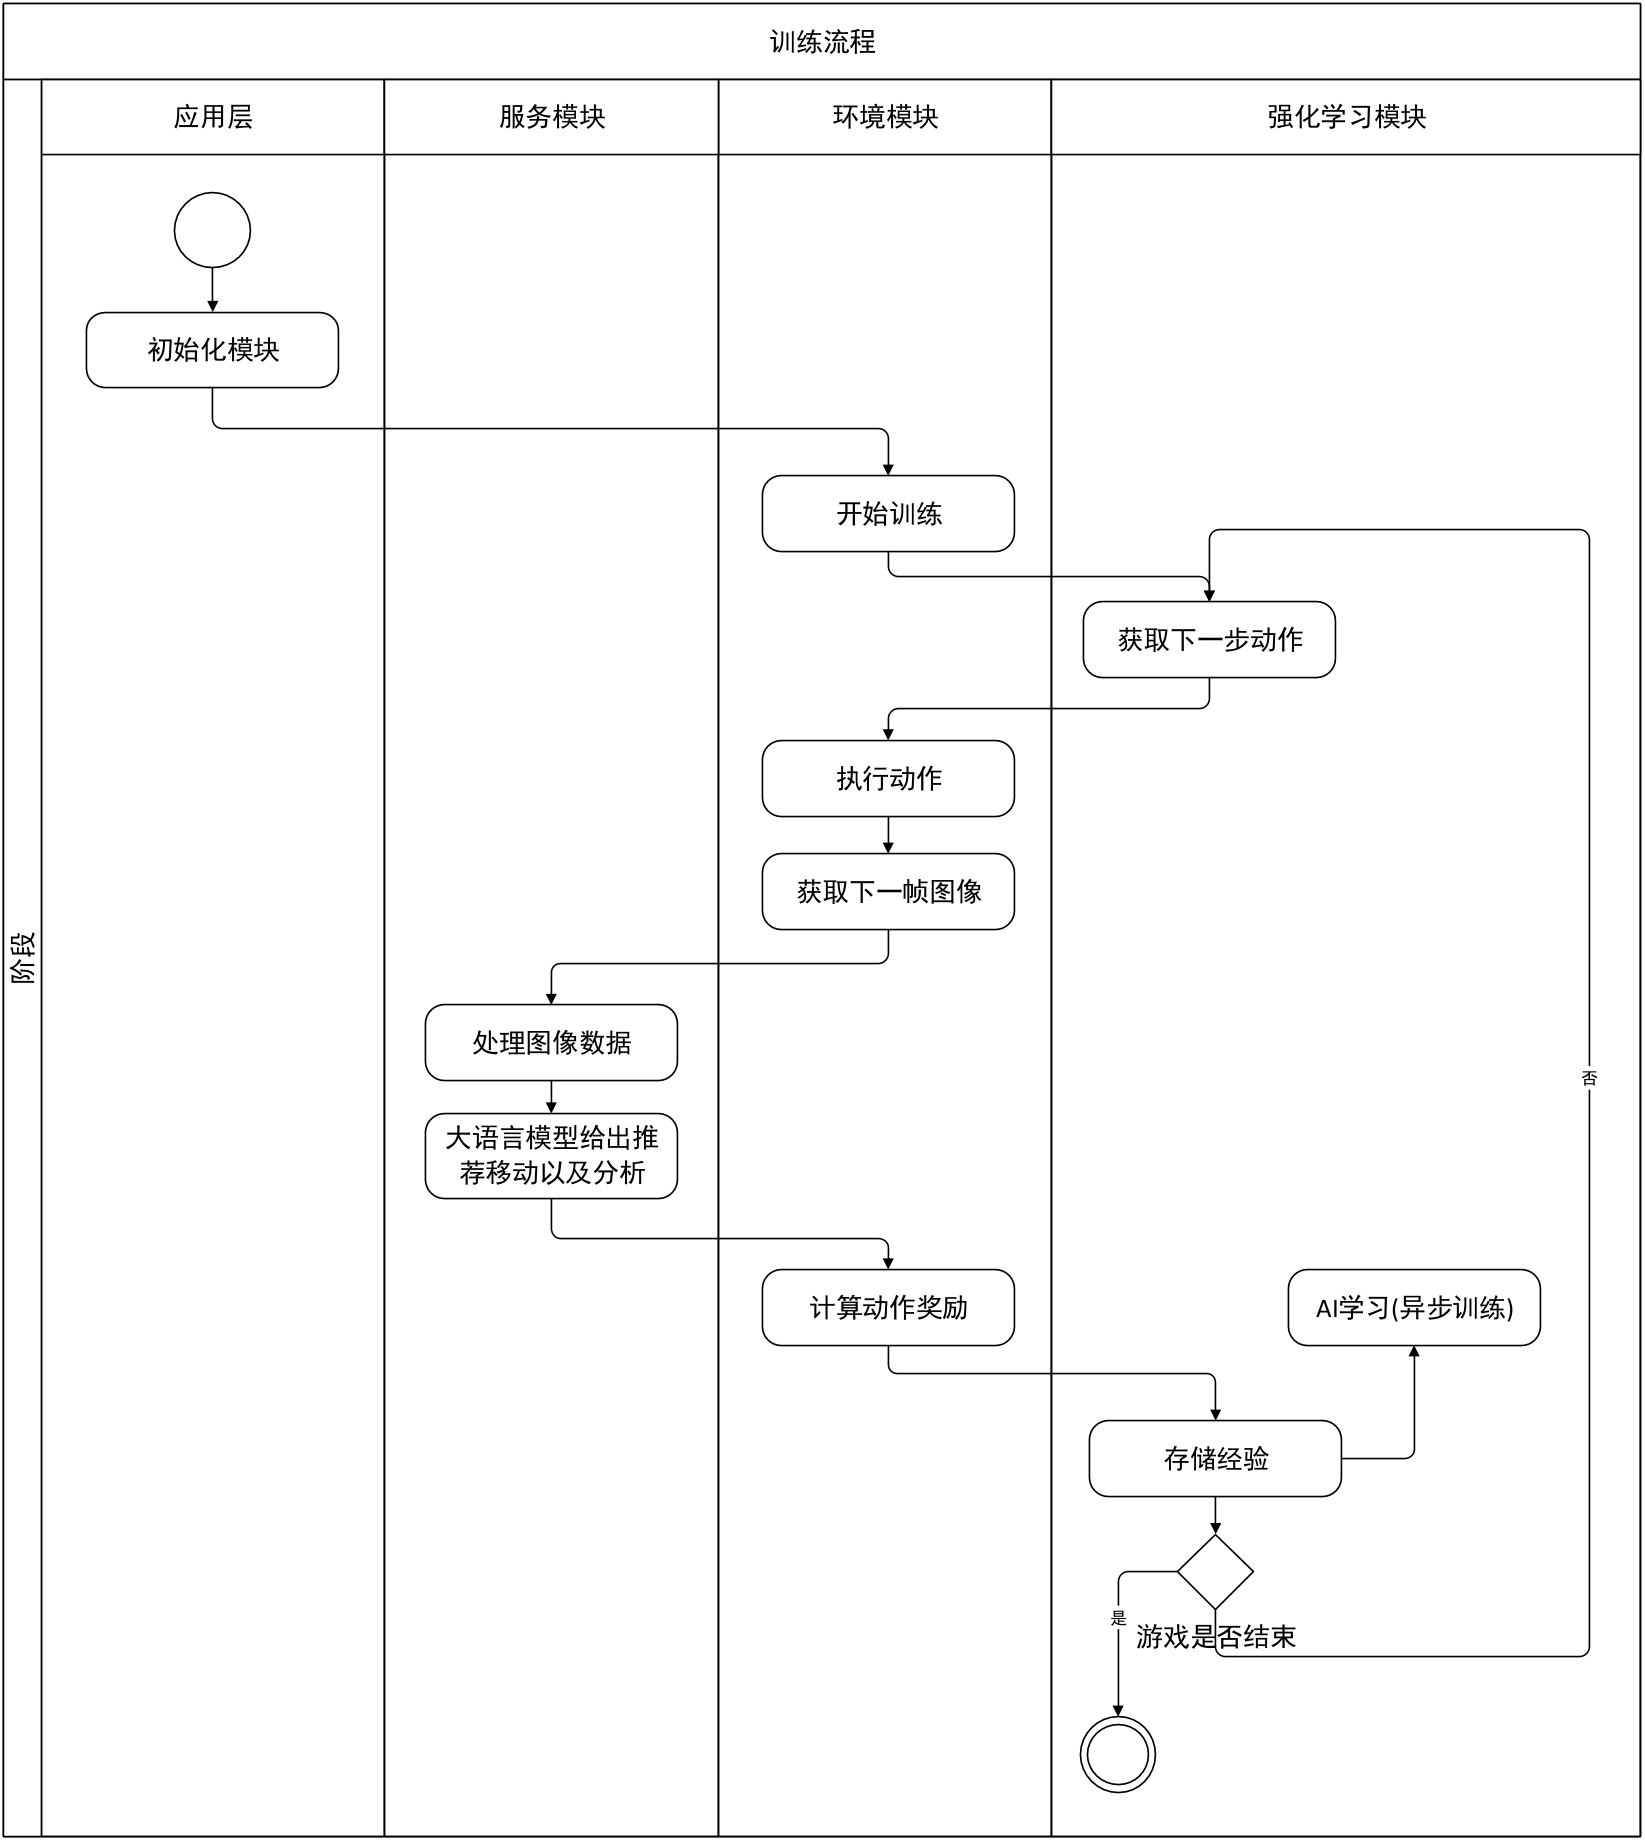 训练流程
应用层
服务模块
环境模块
强化学习模块
阶段
初始化模块
开始训练
获取下一步动作
执行动作
获取下一帧图像
处理图像数据
大语言模型给出推
荐移动以及分析
计算动作奖励
AI学习(异步训练)
存储经验
游戏是否结束
是
否